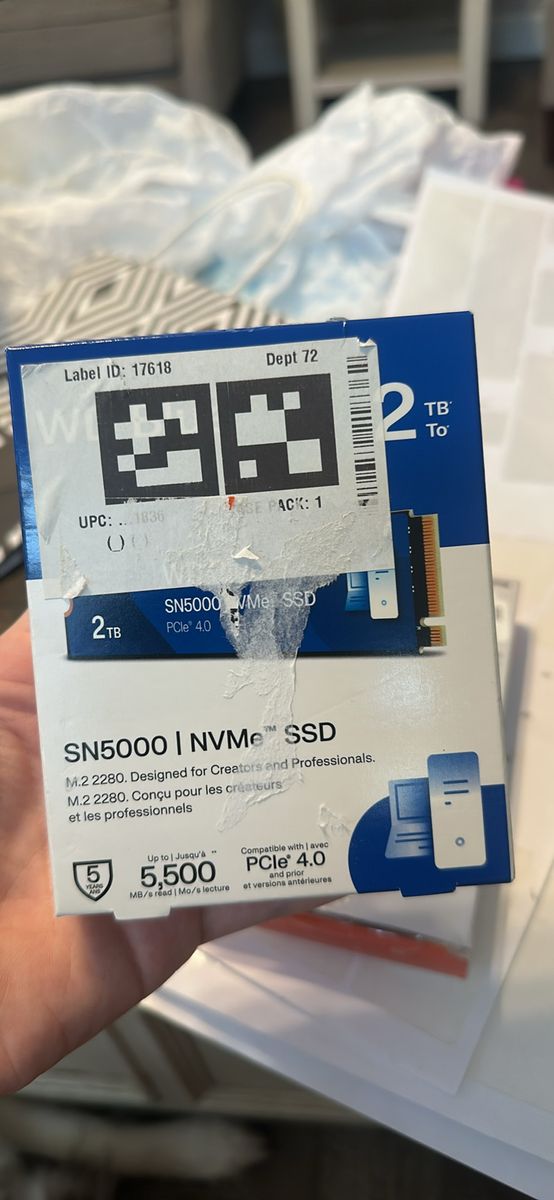 Label ID: 17618
Dept 72
2 TB
To
UPC: ...1836
PACK: 1
SN5000 NVMe SSD
PCIe® 4.0
2TB
SN5000 | NVMe™ SSD
M.2 2280. Designed for Creators and Professionals.
M.2 2280. Conçu pour les créateurs
et les professionnels
5
YEARS
ANS
Up to | Jusqu'à **
5,500
MB/s read | Mo/s lecture
Compatible with | avec
PCIe® 4.0
and prior
et versions antérieures